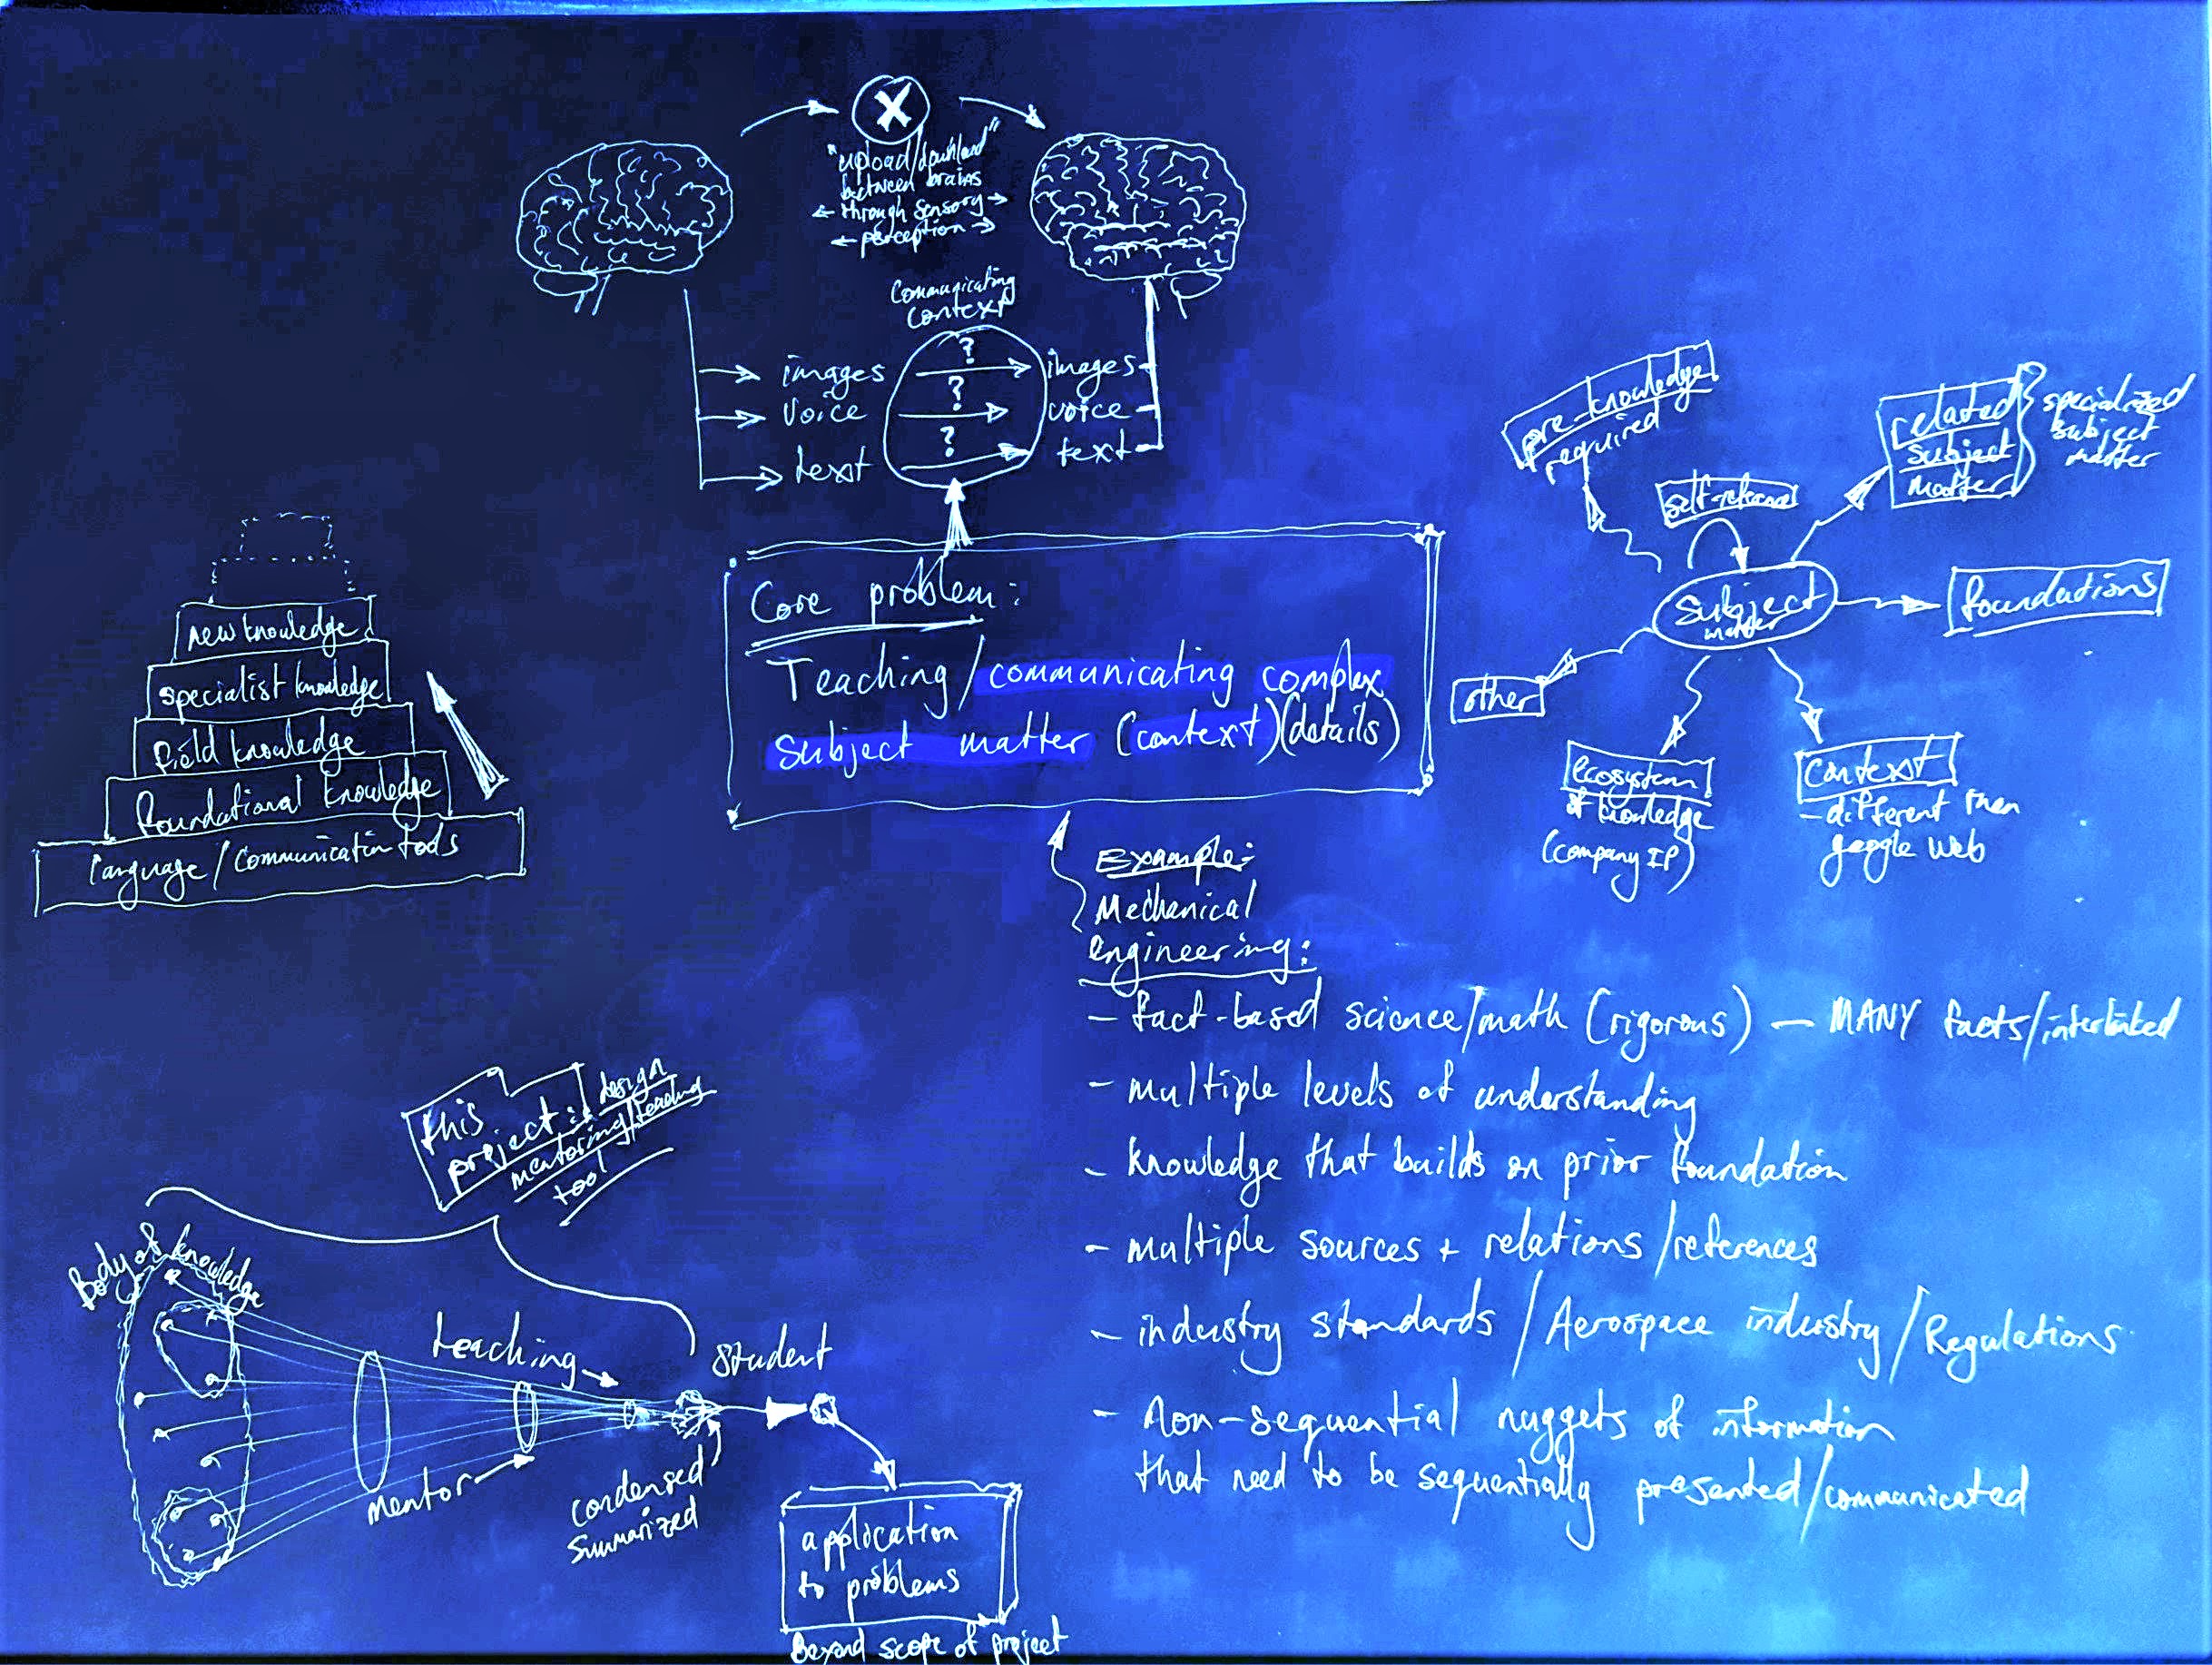 "upload/download"
between brains
through sensory
perception
Communicating
context
images ? images
voice ? voice
text ? text
Core problem:
Teaching/communicating complex
subject matter (context)(details)
new knowledge
specialist knowledge
field knowledge
foundational knowledge
language/communication tools
pre-knowledge
required
self-reference
related
subject
matter
specialized
subject
matter
subject
matter
foundations
other
ecosystem
of knowledge
(company IP)
context
- different then
google web
Example:
Mechanical
engineering:
- fact-based science/math (rigorous) - MANY facts/interlinked
- multiple levels of understanding
- knowledge that builds on prior foundation
- multiple sources + relations/references
- industry standards/Aerospace industry/Regulations
- non-sequential nuggets of information
that need to be sequentially presented/communicated
this
project is design
mentoring/teaching
tool
Body of knowledge
teaching
student
mentor
condensed
summarized
application
to problems
Beyond scope of project